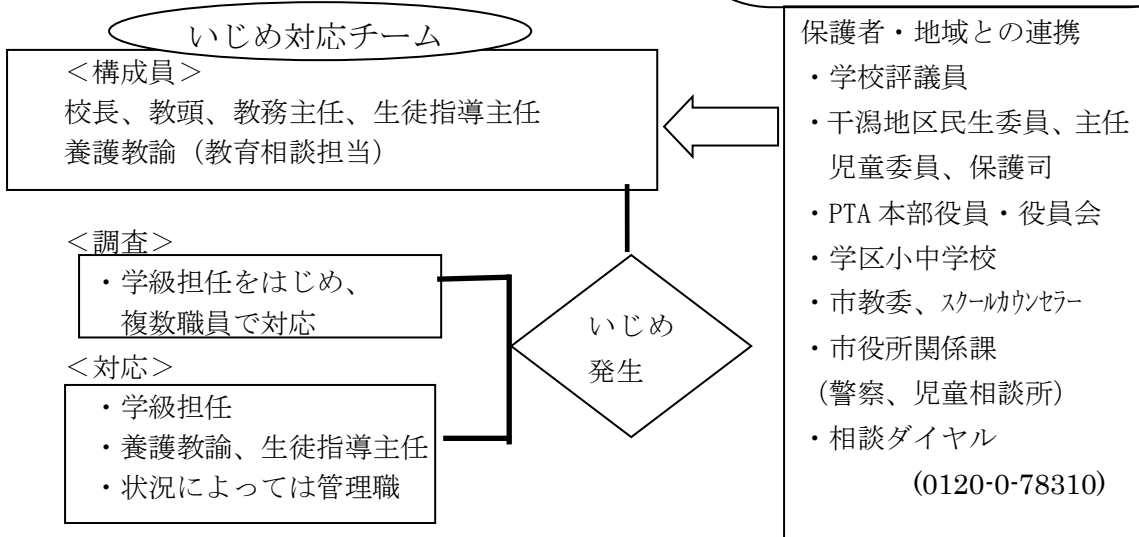 いじめ対応チーム
＜構成員＞
校長、教頭、教務主任、生徒指導主任
養護教諭（教育相談担当）
＜調査＞
・学級担任をはじめ、
複数職員で対応
＜対応＞
・学級担任
・養護教諭、生徒指導主任
・状況によっては管理職
いじめ
発生
保護者・地域との連携
・学校評議員
・干潟地区民生委員、主任
児童委員、保護司
・PTA 本部役員・役員会
・学区小中学校
・市教委、ｽｸｰﾙｶｳﾝｾﾗｰ
・市役所関係課
（警察、児童相談所）
・相談ダイヤル
(0120-0-78310)